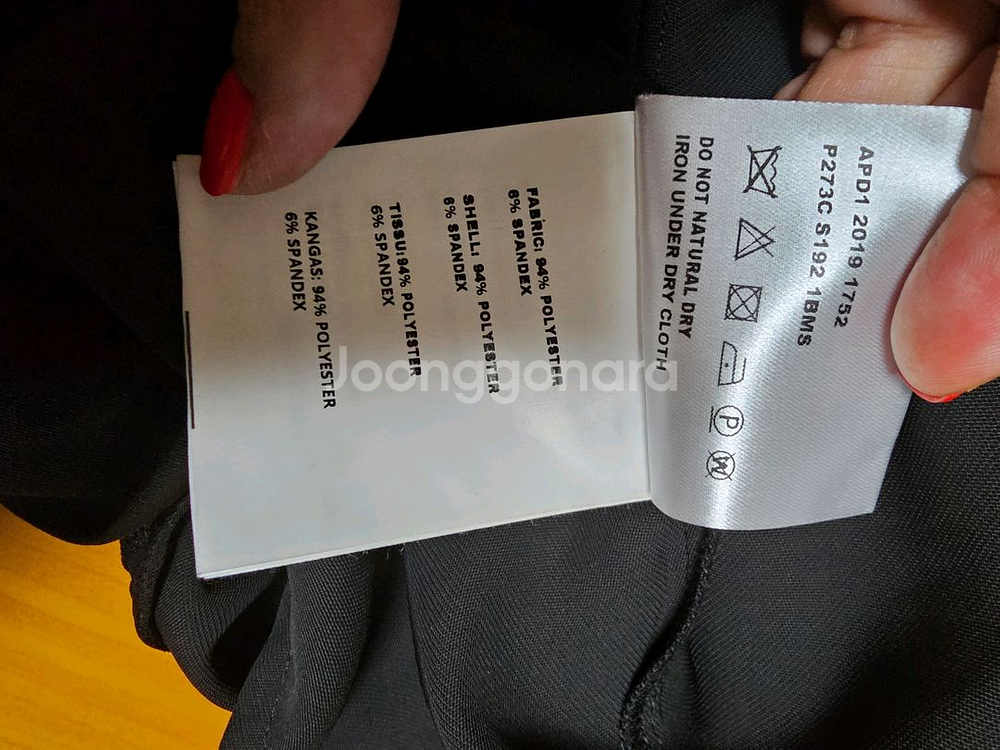 APD1 2019 1752
P273C S192 1BMS
DO NOT NATURAL DRY
IRON UNDER DRY CLOTH
FABRIC: 94% POLYESTER
6% SPANDEX
SHELL: 94% POLYESTER
6% SPANDEX
TISSU:94% POLYESTER
6% SPANDEX
KANGAS: 94% POLYESTER
6% SPANDEX
Joonggonara